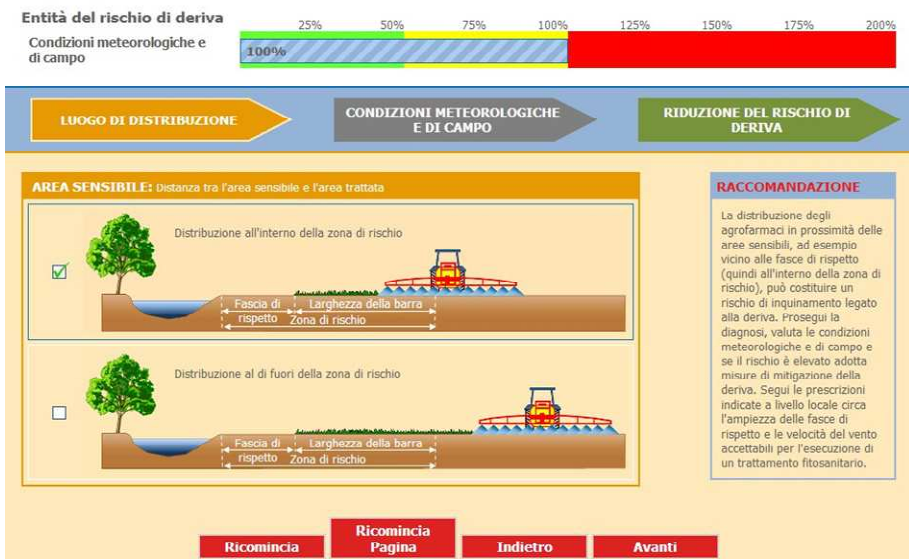 Entità del rischio di deriva
25% 50% 75% 100% 125% 150% 175% 200%
Condizioni meteorologiche e
di campo
100%
LUOGO DI DISTRIBUZIONE
CONDIZIONI METEOROLOGICHE
E DI CAMPO
RIDUZIONE DEL RISCHIO DI
DERIVA
AREA SENSIBILE: Distanza tra l'area sensibile e l'area trattata
Distribuzione all'interno della zona di rischio
Fascia di
rispetto
Larghezza della barra
Zona di rischio
Distribuzione al di fuori della zona di rischio
Fascia di
rispetto
Larghezza della barra
Zona di rischio
RACCOMANDAZIONE
La distribuzione degli
agrofarmaci in prossimità delle
aree sensibili, ad esempio
vicino alle fasce di rispetto
(quindi all'interno della zona di
rischio), può costituire un
rischio di inquinamento legato
alla deriva. Prosegui la
diagnosi, valuta le condizioni
meteorologiche e di campo e
se il rischio è elevato adotta
misure di mitigazione della
deriva. Segui le prescrizioni
indicate a livello locale circa
l'ampiezza delle fasce di
rispetto e le velocità del vento
accettabili per l'esecuzione di
un trattamento fitosanitario.
Ricomincia
Ricomincia
Pagina
Indietro
Avanti